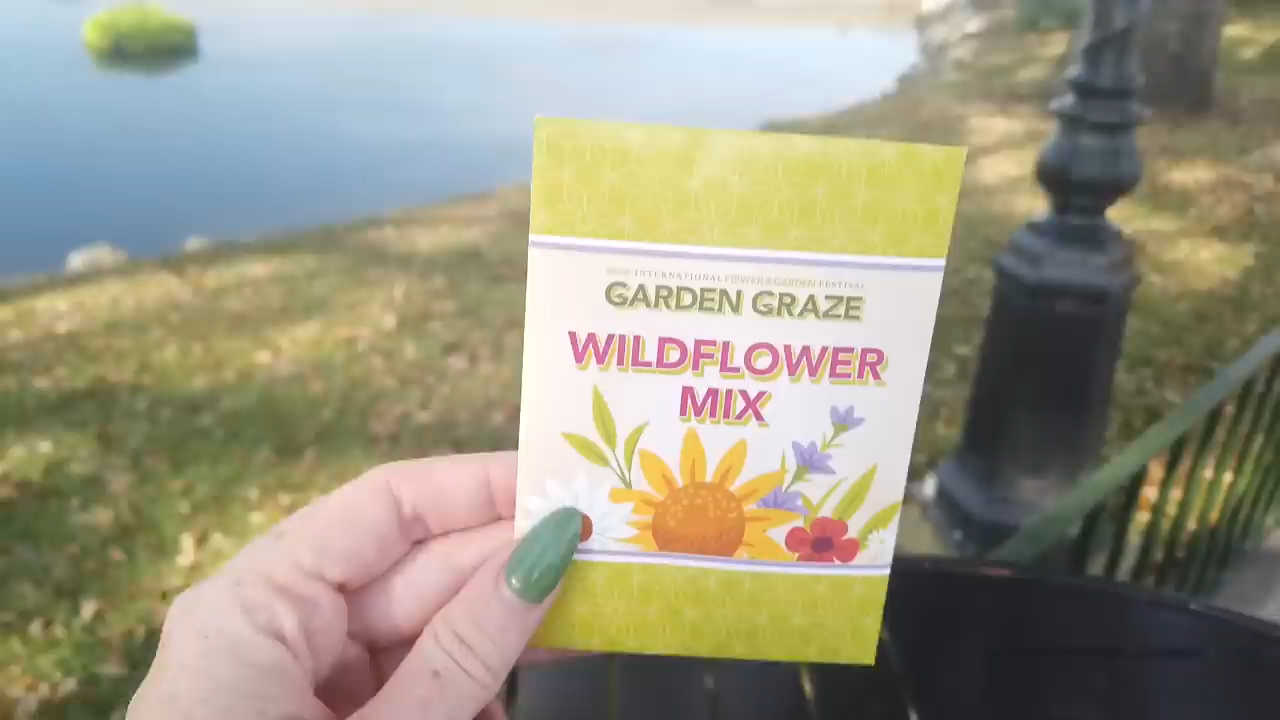 INTERNATIONAL FLOWER & GARDEN FESTIVAL
GARDEN GRAZE
WILDFLOWER
MIX